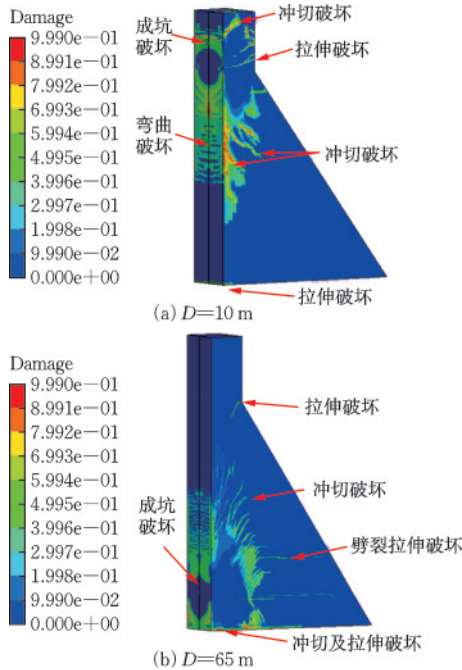 Damage
9.990e−01
8.991e−01
7.992e−01
6.993e−01
5.994e−01
4.995e−01
3.996e−01
2.997e−01
1.998e−01
9.990e−02
0.000e+00
成坑
破坏
弯曲
破坏
冲切破坏
拉伸破坏
冲切破坏
拉伸破坏
(a) D=10 m
Damage
9.990e−01
8.991e−01
7.992e−01
6.993e−01
5.994e−01
4.995e−01
3.996e−01
2.997e−01
1.998e−01
9.990e−02
0.000e+00
成坑
破坏
拉伸破坏
冲切破坏
劈裂拉伸破坏
冲切及拉伸破坏
(b) D=65 m